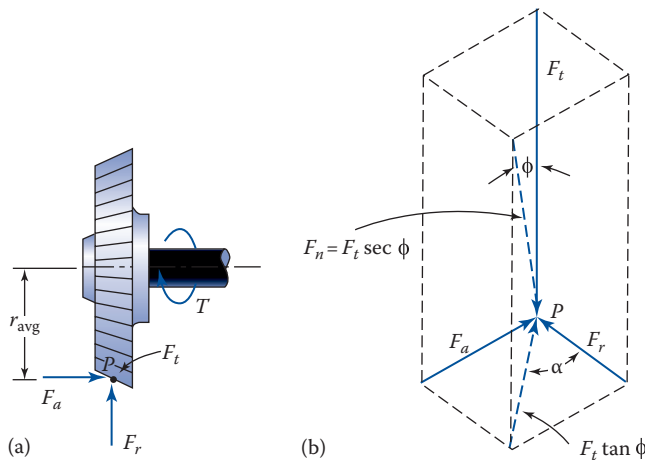 r_avg
P
F_t
T
F_a
F_r
(a)
F_t
ϕ
F_n = F_t sec ϕ
P
F_a
F_r
α
F_t tan ϕ
(b)